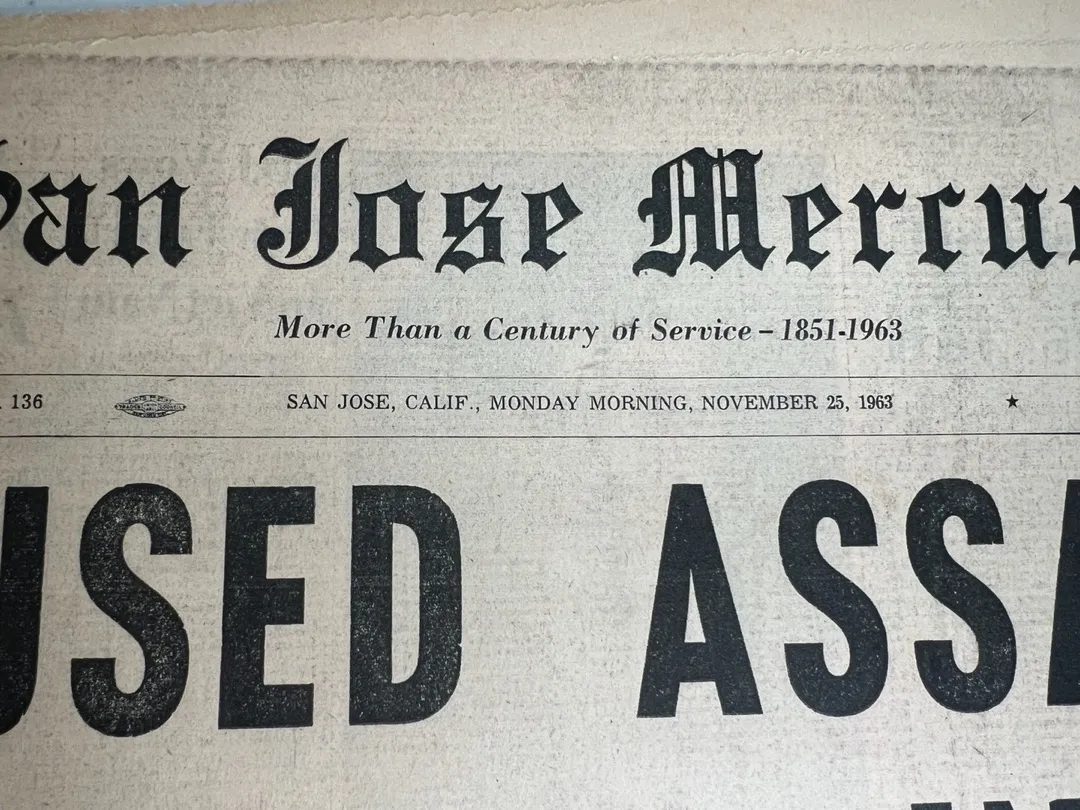 San Jose Mercur
More Than a Century of Service – 1851-1963
. 136 SAN JOSE, CALIF., MONDAY MORNING, NOVEMBER 25, 1963 ★
USED ASSA